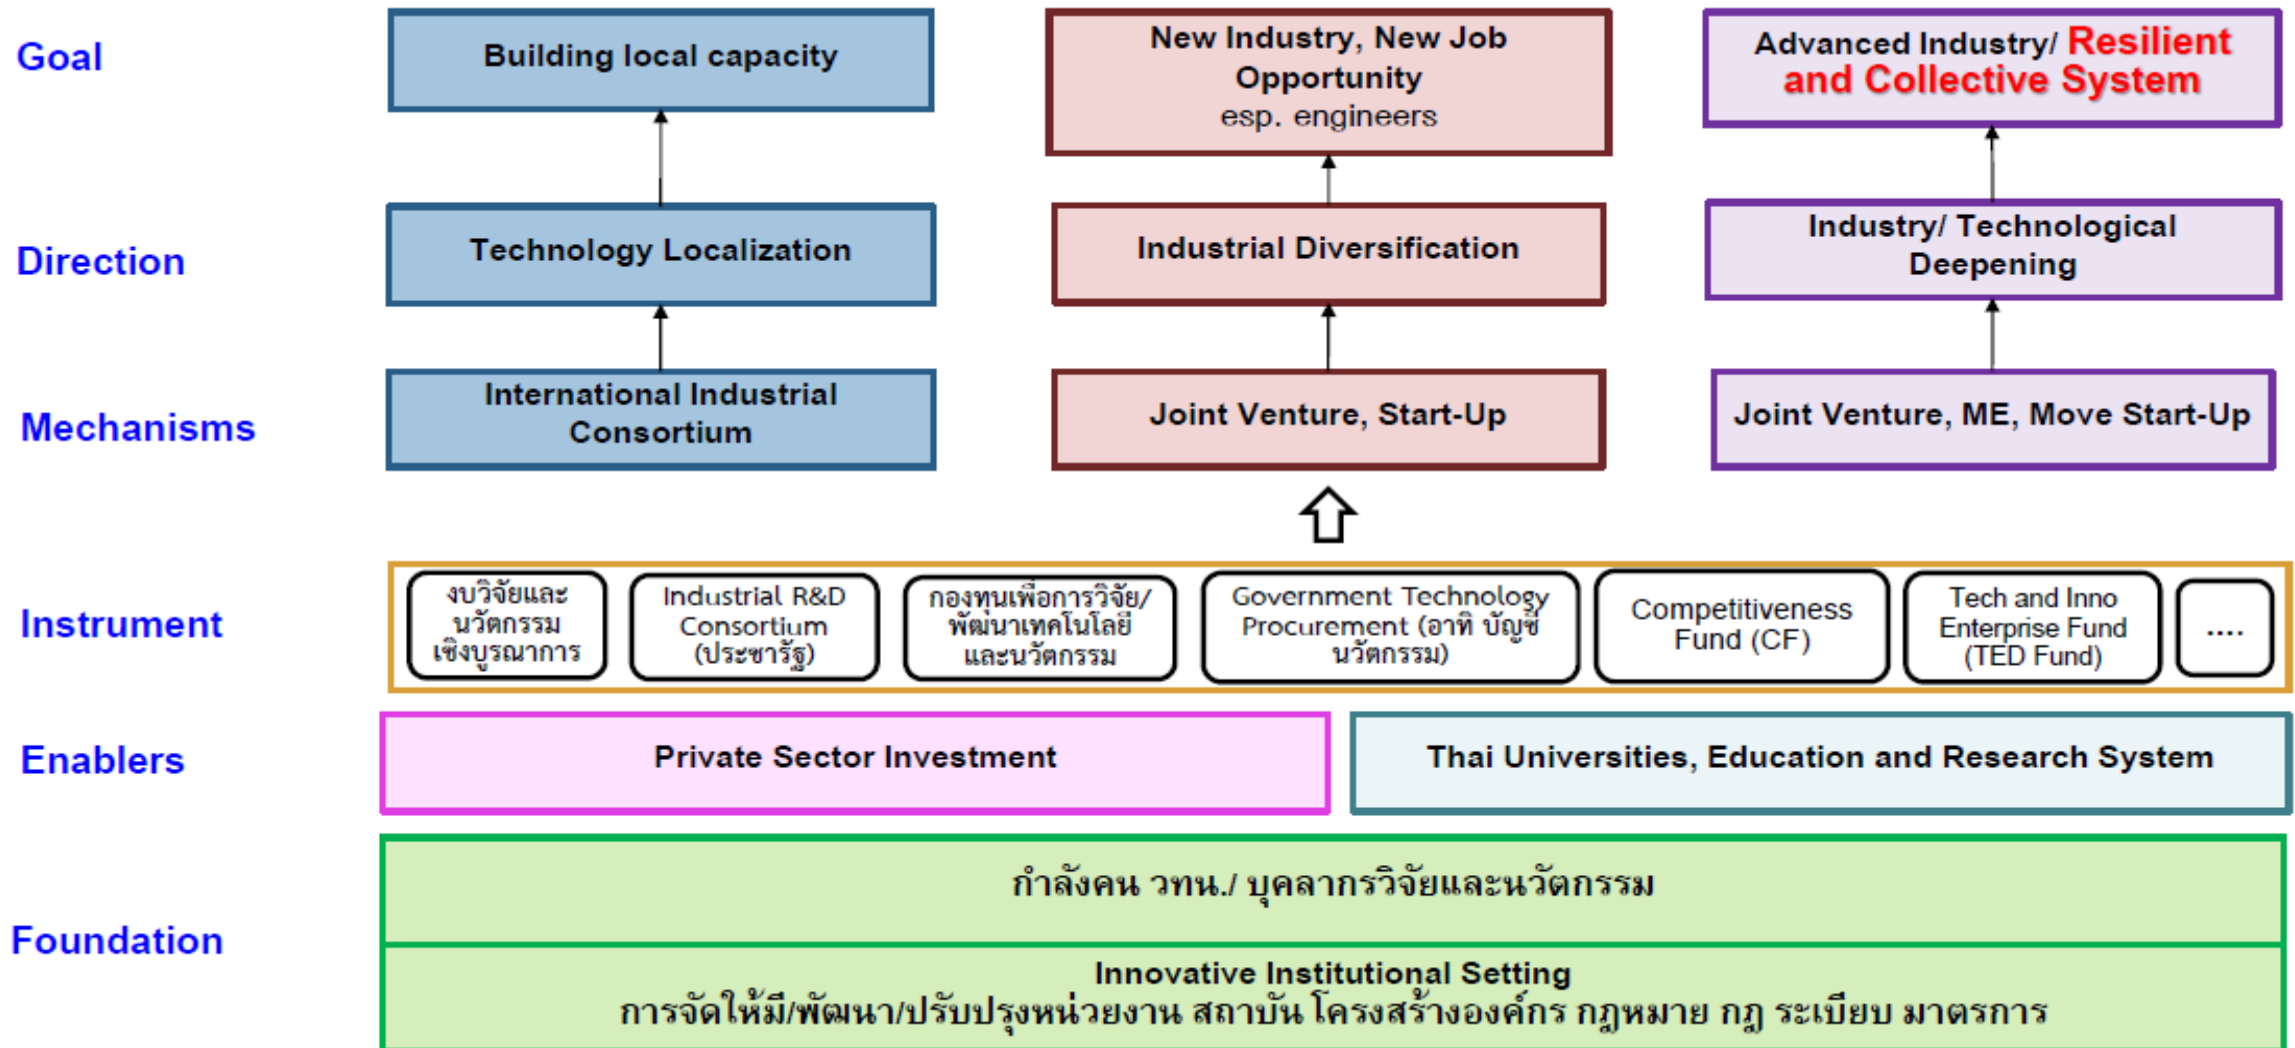 Goal
Building local capacity
New Industry, New Job
Opportunity
esp. engineers
Advanced Industry/ Resilient
and Collective System
Direction
Technology Localization
Industrial Diversification
Industry/ Technological
Deepening
Mechanisms
International Industrial
Consortium
Joint Venture, Start-Up
Joint Venture, ME, Move Start-Up
Instrument
งบวิจัยและ
นวัตกรรม
เชิงบูรณาการ
Industrial R&D
Consortium
(ประชารัฐ)
กองทุนเพื่อการวิจัย/
พัฒนาเทคโนโลยี
และนวัตกรรม
Government Technology
Procurement (อาทิ บัญชี
นวัตกรรม)
Competitiveness
Fund (CF)
Tech and Inno
Enterprise Fund
(TED Fund)
....
Enablers
Private Sector Investment
Thai Universities, Education and Research System
Foundation
กำลังคน วทน./ บุคลากรวิจัยและนวัตกรรม
Innovative Institutional Setting
การจัดให้มี/พัฒนา/ปรับปรุงหน่วยงาน สถาบัน โครงสร้างองค์กร กฎหมาย กฎ ระเบียบ มาตรการ